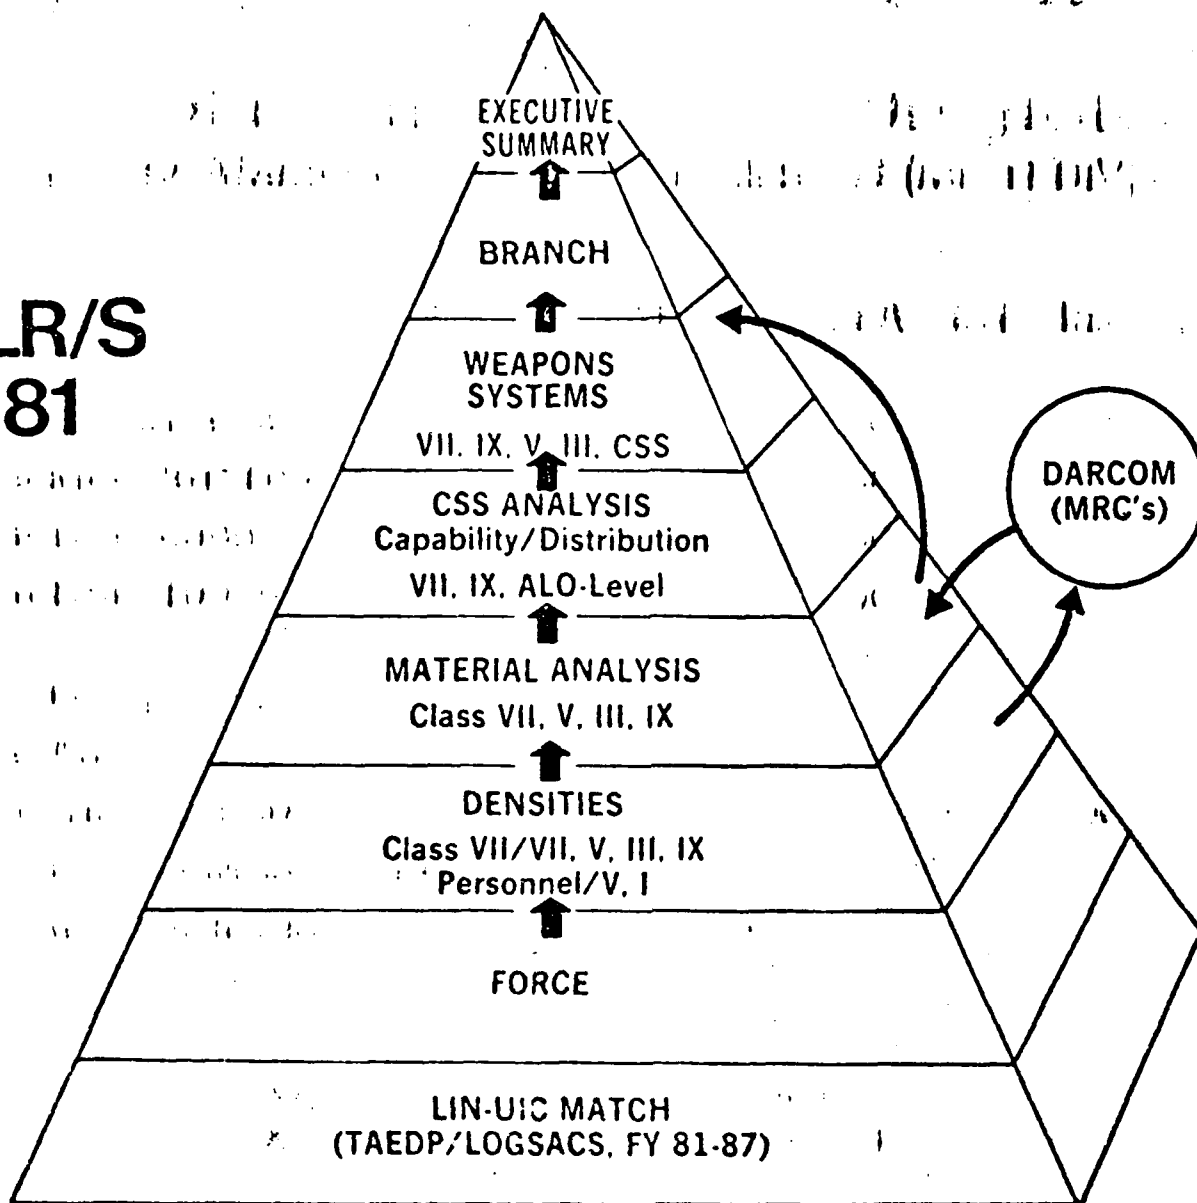 LR/S
81
EXECUTIVE
SUMMARY
BRANCH
WEAPONS
SYSTEMS
VII. IX. V. III. CSS
CSS ANALYSIS
Capability/Distribution
VII. IX. ALO-Level
MATERIAL ANALYSIS
Class VII. V. III. IX
DENSITIES
Class VII/VII. V. III. IX
Personnel/V. I
FORCE
LIN-UIC MATCH
(TAEDP/LOGSACS, FY 81-87)
DARCOM
(MRC's)